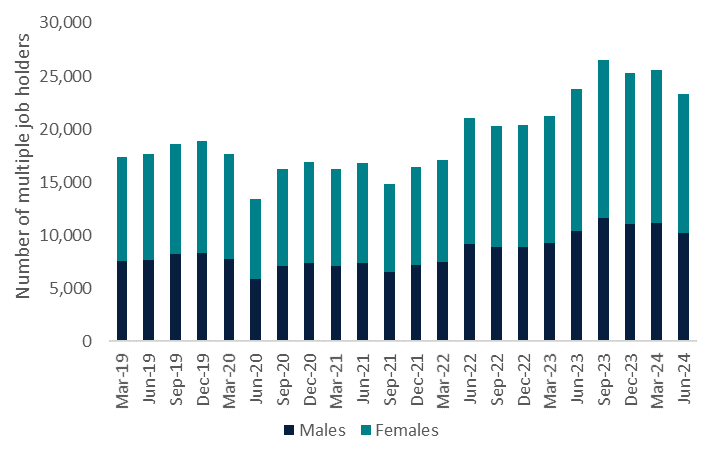 Number of multiple job holders
30,000
25,000
20,000
15,000
10,000
5,000
0
Mar-19
Jun-19
Sep-19
Dec-19
Mar-20
Jun-20
Sep-20
Dec-20
Mar-21
Jun-21
Sep-21
Dec-21
Mar-22
Jun-22
Sep-22
Dec-22
Mar-23
Jun-23
Sep-23
Dec-23
Mar-24
Jun-24
Males
Females